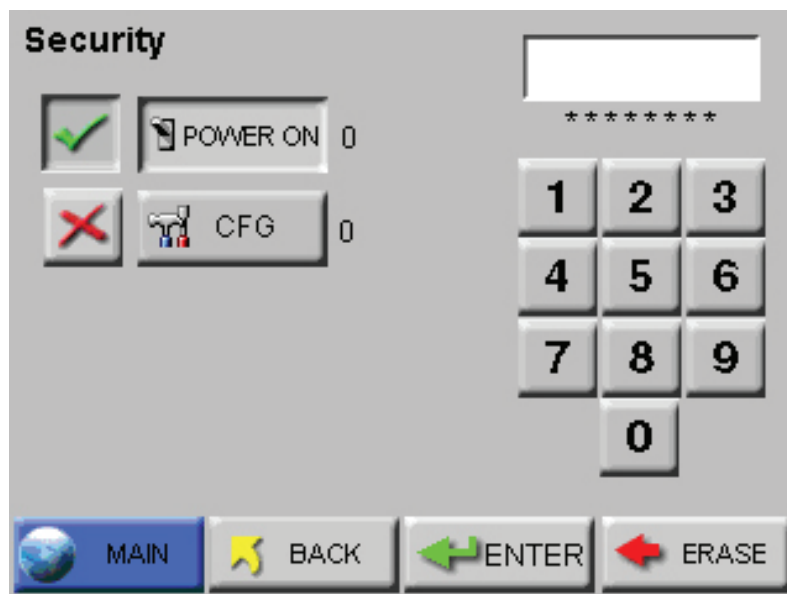 Security
POWER ON 0
CFG 0
********
1 2 3
4 5 6
7 8 9
0
MAIN BACK ENTER ERASE